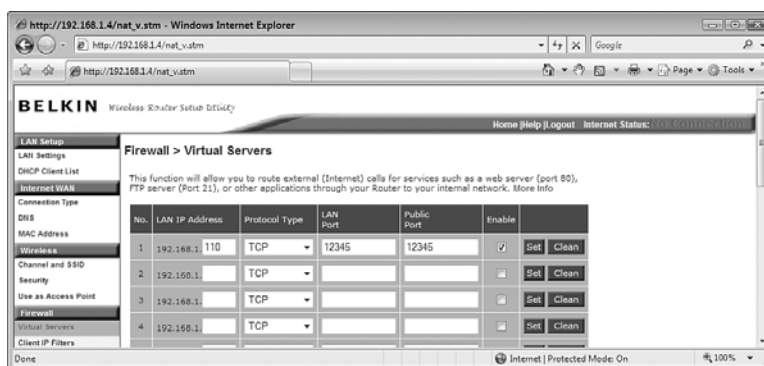 http://192.168.1.4/nat_v.stm - Windows Internet Explorer
http://192.168.1.4/nat_v.stm
Google
http://192.168.1.4/nat_v.stm
Page
Tools
BELKIN Wireless Router Setup Utility
Home |Help |Logout Internet Status: No Connection
LAN Setup
LAN Settings
DHCP Client List
Internet WAN
Connection Type
DNS
MAC Address
Wireless
Channel and SSID
Security
Use as Access Point
Firewall
Virtual Servers
Client IP Filters
Firewall > Virtual Servers
This function will allow you to route external (Internet) calls for services such as a web server (port 80),
FTP server (Port 21), or other applications through your Router to your internal network. More Info
No. LAN IP Address Protocol Type LAN Port Public Port Enable
1 192.168.1. 110 TCP 12345 12345 Set Clean
2 192.168.1. TCP Set Clean
3 192.168.1. TCP Set Clean
4 192.168.1. TCP Set Clean
Done
Internet | Protected Mode: On
100%